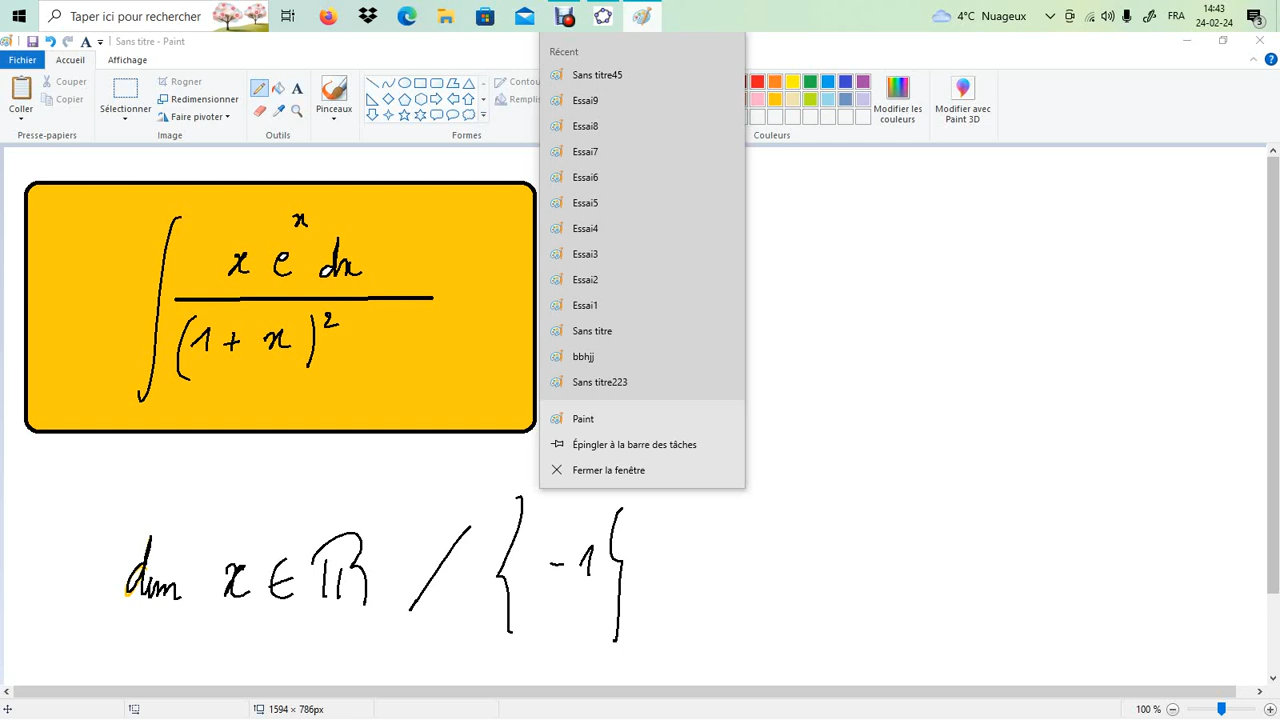 Taper ici pour rechercher
4°C Nuageux
FRA
14:43
24-02-24
3
Sans titre - Paint
Fichier
Accueil
Affichage
Coller
Couper
Copier
Presse-papiers
Sélectionner
Rogner
Redimensionner
Faire pivoter
Image
A
Outils
Pinceaux
Contou
Remplis
Formes
Modifier les couleurs
Couleurs
Modifier avec Paint 3D
Récent
Sans titre45
Essai9
Essai8
Essai7
Essai6
Essai5
Essai4
Essai3
Essai2
Essai1
Sans titre
bbhjj
Sans titre223
Paint
Épingler à la barre des tâches
Fermer la fenêtre
∫ x e^x dx / (1 + x)^2
dom x ∈ ℝ / { -1 }
1594 × 786px
100 %